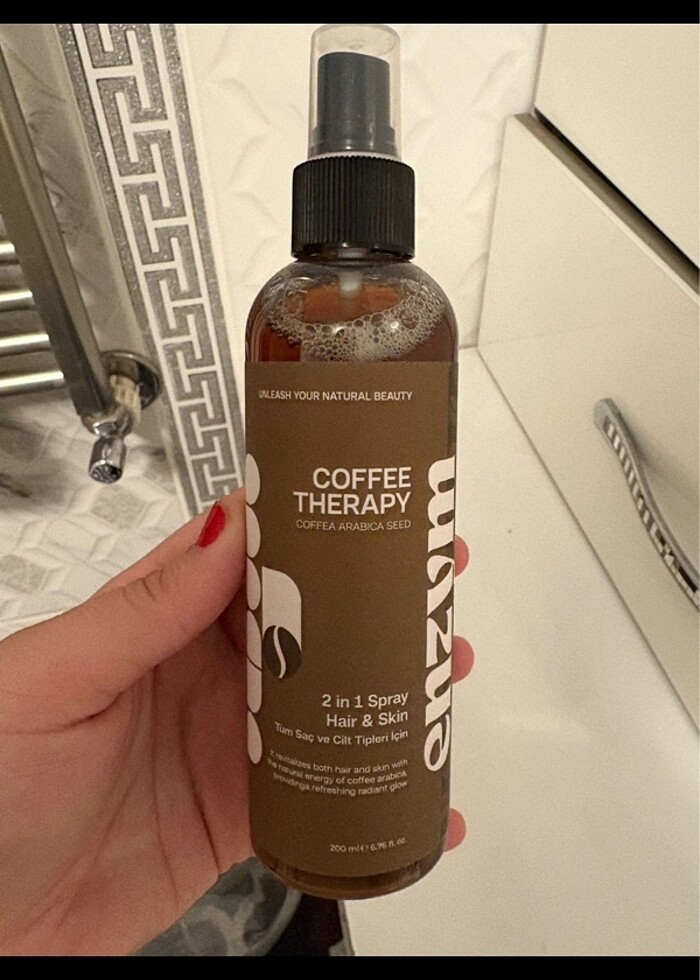 UNLEASH YOUR NATURAL BEAUTY
COFFEE
THERAPY
COFFEA ARABICA SEED
2 in 1 Spray
Hair & Skin
Tüm Saç ve Cilt Tipleri İçin
It revitalizes both hair and skin with
the natural energy of coffee arabica,
providings refreshing radiant glow
200 ml ℮ 6.76 fl. oz.